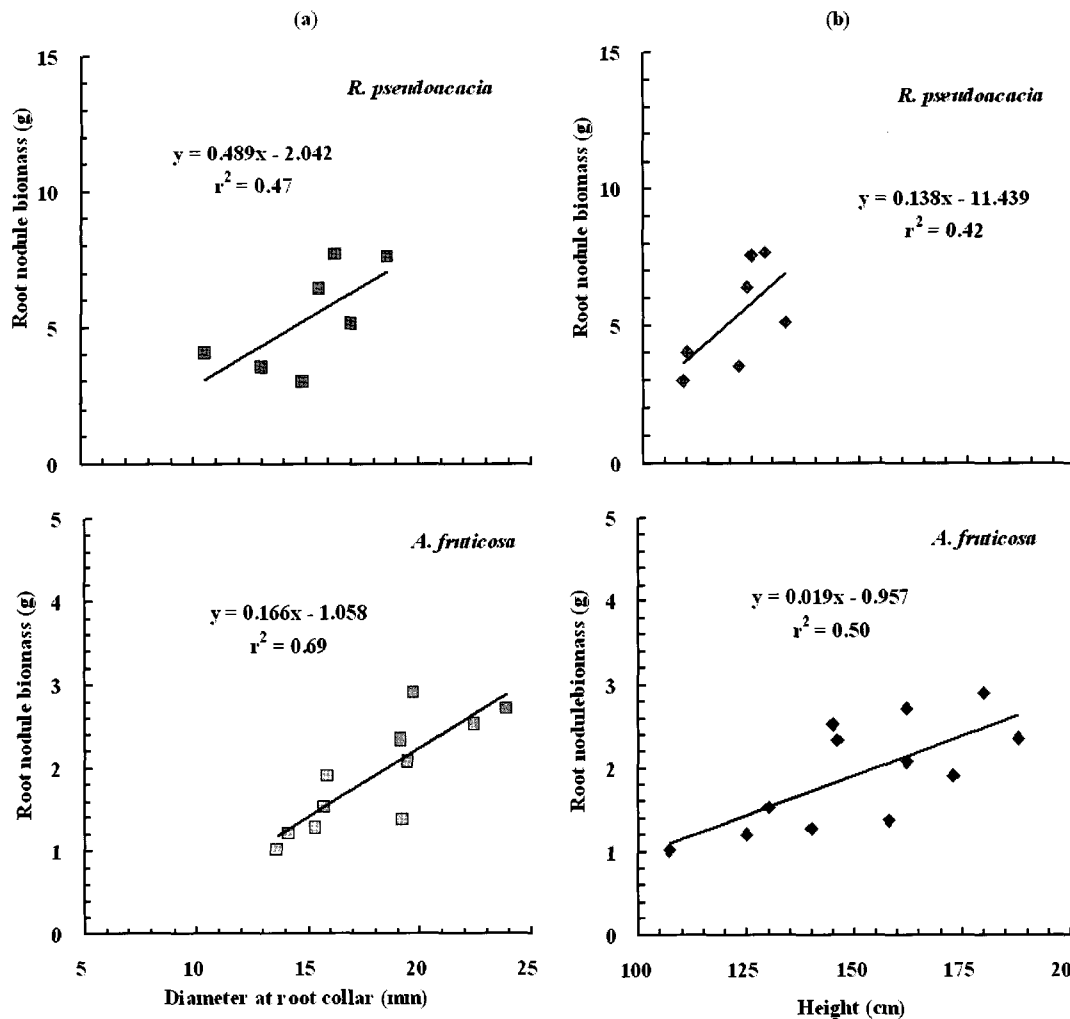 (a)
(b)
15
10
5
0
Root nodule biomass (g)
R. pseudoacacia
y = 0.489x - 2.042
r² = 0.47
15
10
5
0
Root nodule biomass (g)
R. pseudoacacia
y = 0.138x - 11.439
r² = 0.42
5
4
3
2
1
0
Root nodule biomass (g)
A. fruticosa
y = 0.166x - 1.058
r² = 0.69
5 10 15 20 25
Diameter at root collar (mm)
5
4
3
2
1
0
Root nodulebiomass (g)
A. fruticosa
y = 0.019x - 0.957
r² = 0.50
100 125 150 175 20
Height (cm)